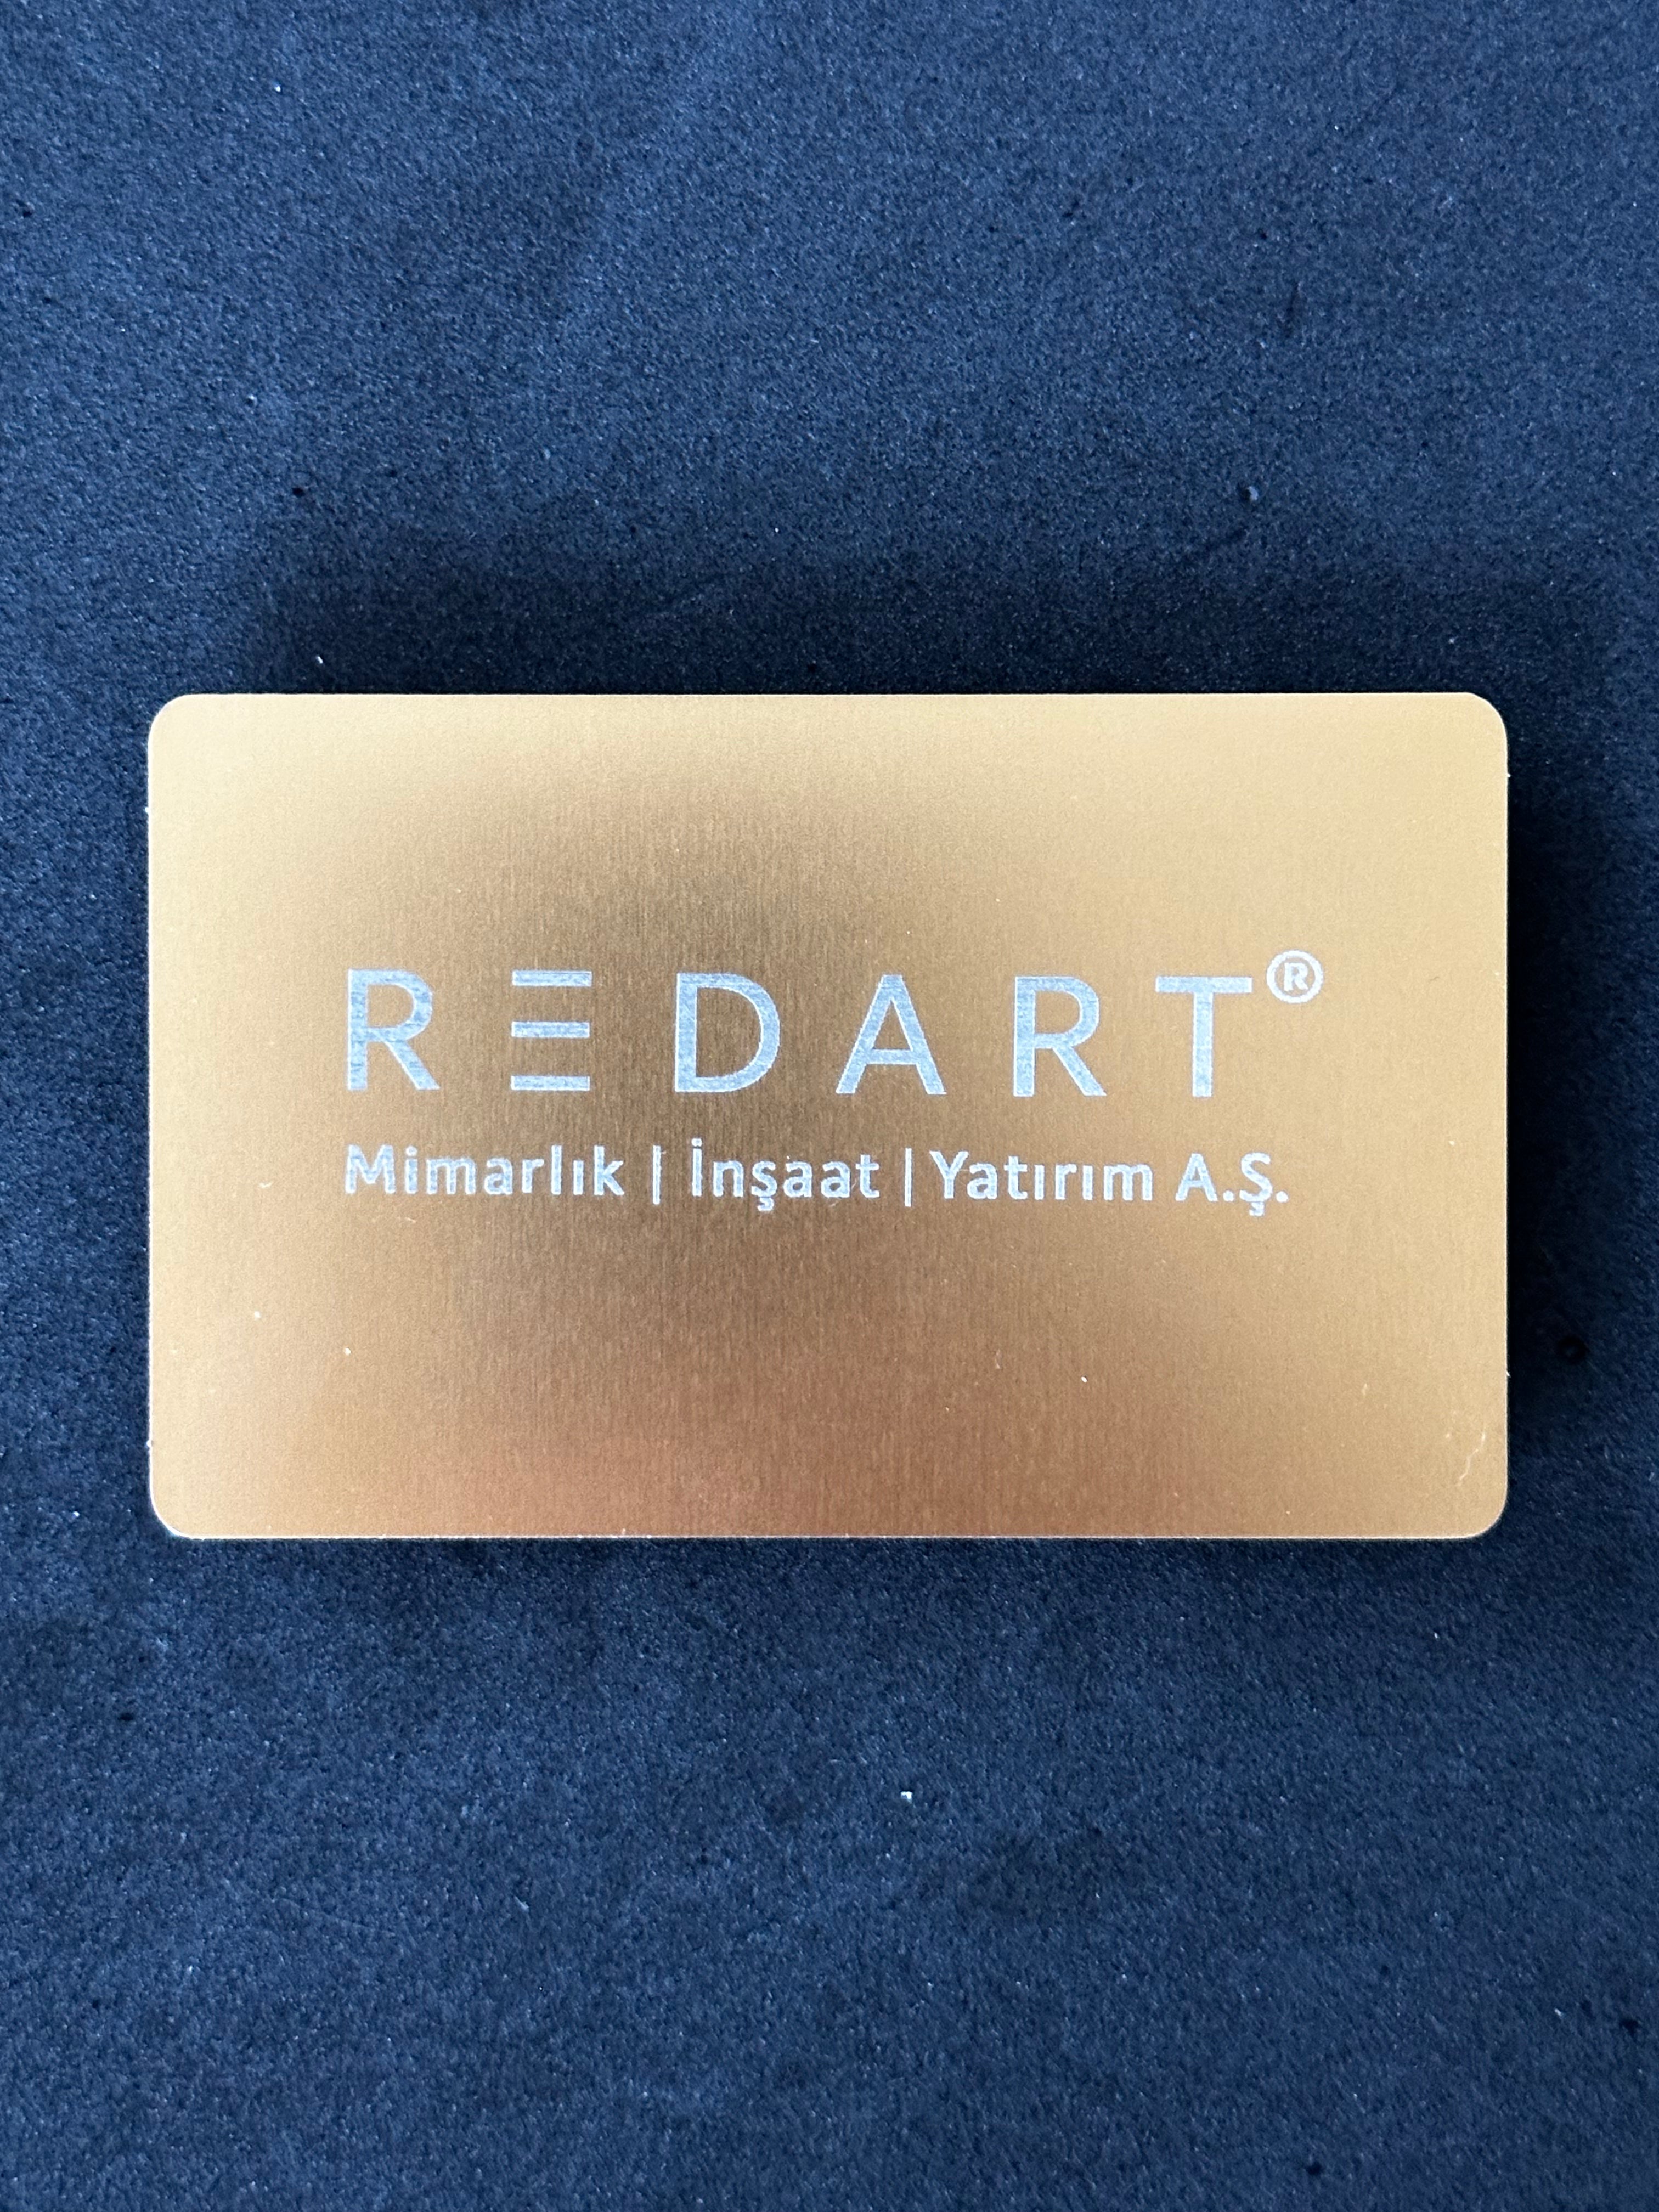 REDART®
Mimarlık | İnşaat | Yatırım A.Ş.